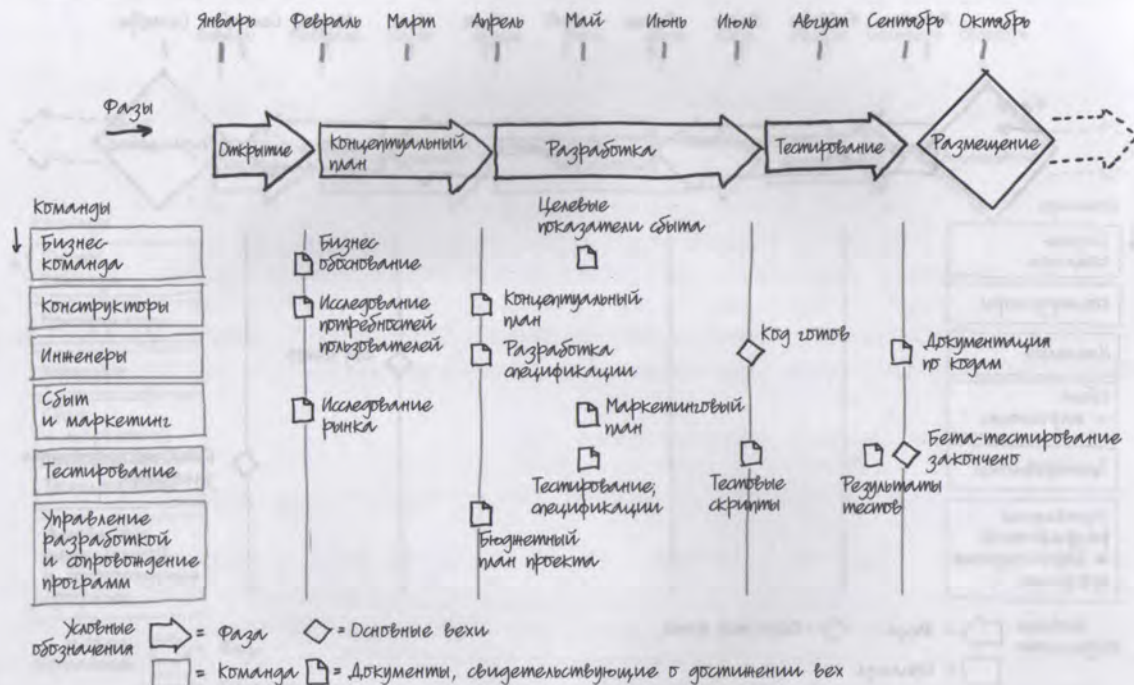 Январь Февраль Март Апрель Май Июнь Июль Август Сентябрь Октябрь
Фазы
Открытие
Концептуальный
план
Разработка
Тестирование
Размещение
Команды
Целевые
показатели сбыта
Бизнес-
команда
Бизнес
обоснование
Конструкторы
Исследование
потребностей
пользователей
Концептуальный
план
Инженеры
Разработка
спецификации
Код готов
Документация
по кодам
Сбыт
и маркетинг
Исследование
рынка
Маркетинговый
план
Тестирование
Тестирование,
спецификации
Тестовые
скрипты
Результаты
тестов
Бета-тестирование
закончено
Управление
разработкой
и сопровождение
программ
Бюджетный
план проекта
Условные
обозначения
= Фаза
= Основные вехи
= Команда
= Документы, свидетельствующие о достижении вех